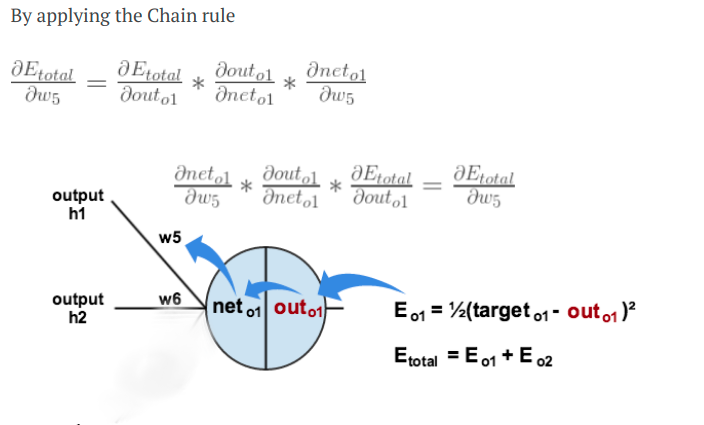 By applying the Chain rule
∂E_total/∂w₅ = ∂E_total/∂out_o1 * ∂out_o1/∂net_o1 * ∂net_o1/∂w₅
∂net_o1/∂w₅ * ∂out_o1/∂net_o1 * ∂E_total/∂out_o1 = ∂E_total/∂w₅
output
h1
w5
output
h2
w6
net o1 out o1
E o1 = ½(target o1 - out o1)²
E total = E o1 + E o2